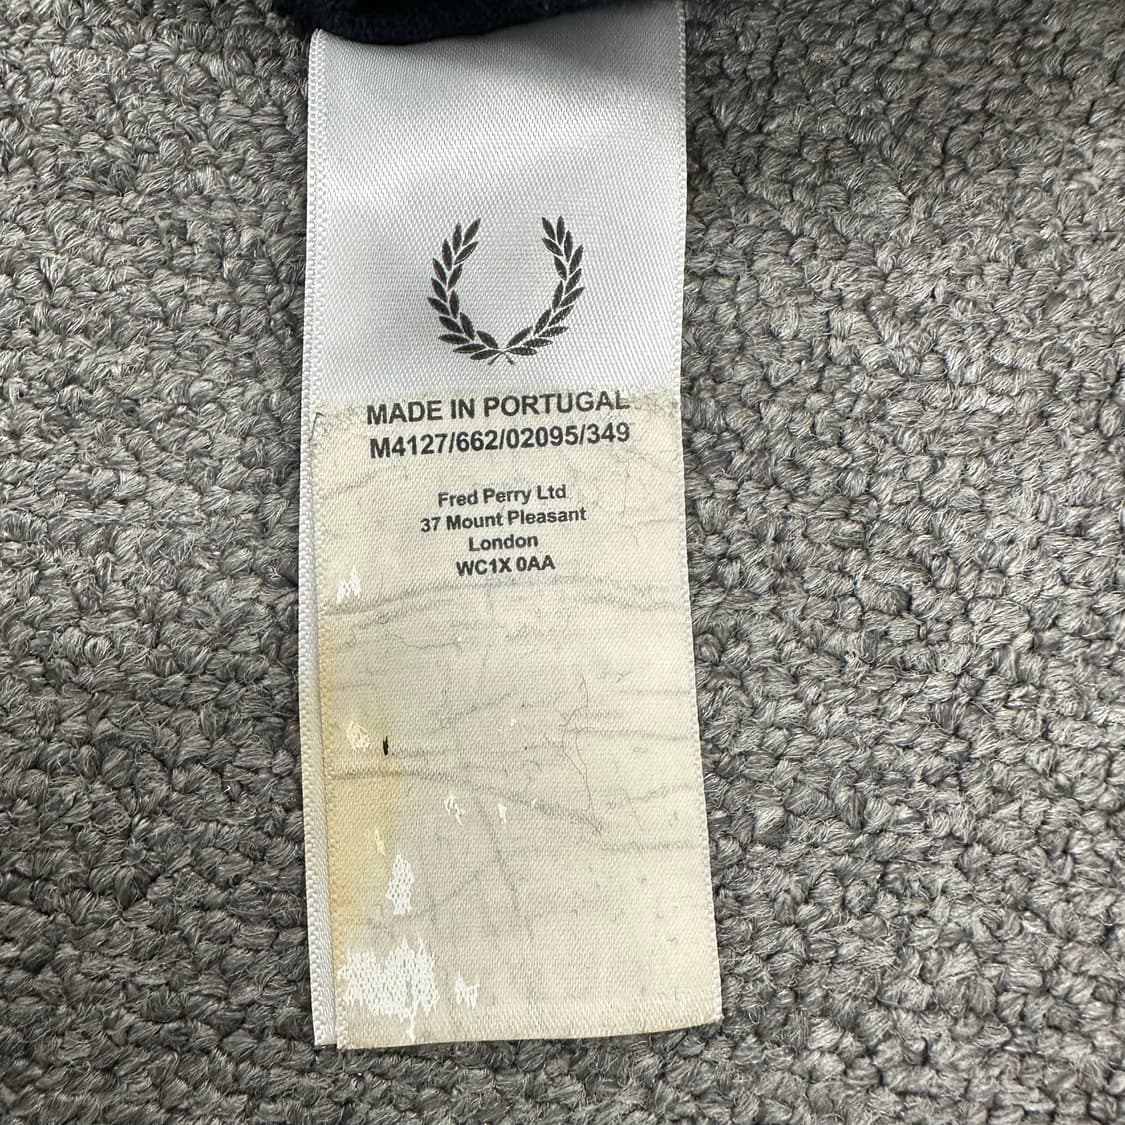 MADE IN PORTUGAL
M4127/662/02095/349
Fred Perry Ltd
37 Mount Pleasant
London
WC1X 0AA